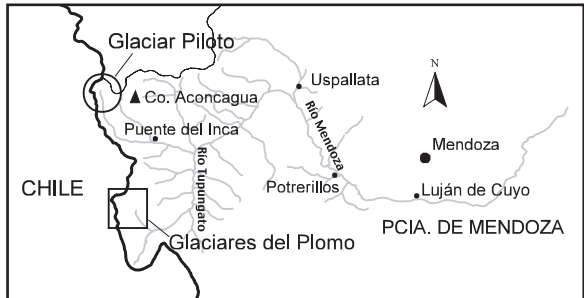 Glaciar Piloto
N
Uspallata
Co. Aconcagua
Río Mendoza
Puente del Inca
Mendoza
Río Tupungato
CHILE
Potrerillos
Luján de Cuyo
PCIA. DE MENDOZA
Glaciares del Plomo